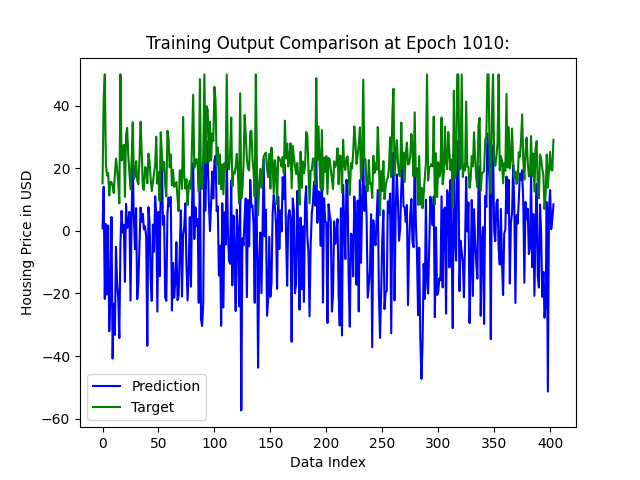 Training Output Comparison at Epoch 1010:
Housing Price in USD
40
20
0
−20
−40
−60
Prediction
Target
0 50 100 150 200 250 300 350 400
Data Index